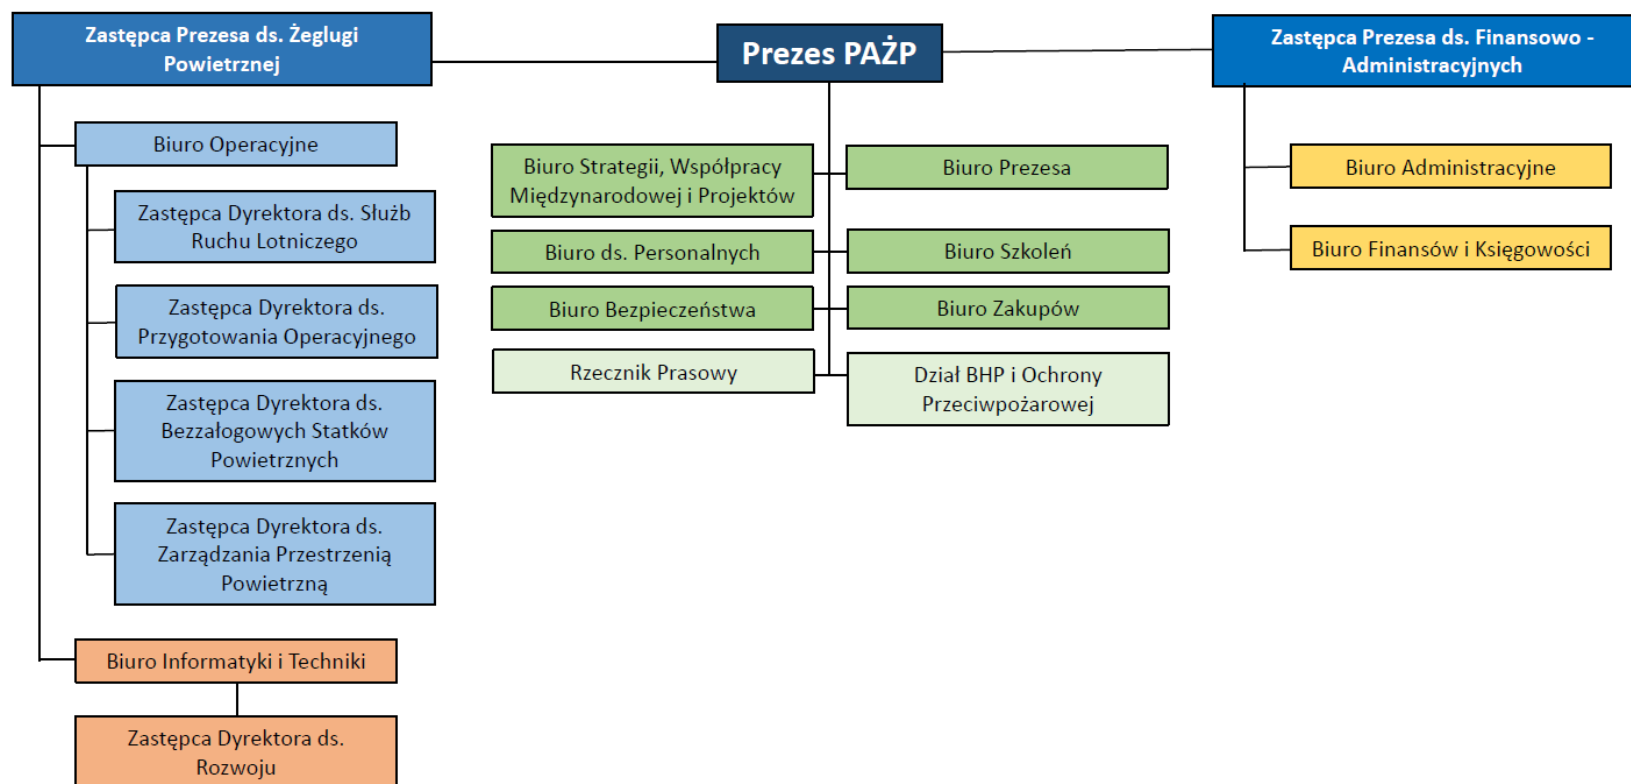 Zastępca Prezesa ds. Żeglugi
Powietrznej
Prezes PAŻP
Zastępca Prezesa ds. Finansowo -
Administracyjnych
Biuro Operacyjne
Zastępca Dyrektora ds. Służb
Ruchu Lotniczego
Zastępca Dyrektora ds.
Przygotowania Operacyjnego
Zastępca Dyrektora ds.
Bezzałogowych Statków
Powietrznych
Zastępca Dyrektora ds.
Zarządzania Przestrzenią
Powietrzną
Biuro Informatyki i Techniki
Zastępca Dyrektora ds.
Rozwoju
Biuro Strategii, Współpracy
Międzynarodowej i Projektów
Biuro Prezesa
Biuro ds. Personalnych
Biuro Szkoleń
Biuro Bezpieczeństwa
Biuro Zakupów
Rzecznik Prasowy
Dział BHP i Ochrony
Przeciwpożarowej
Biuro Administracyjne
Biuro Finansów i Księgowości